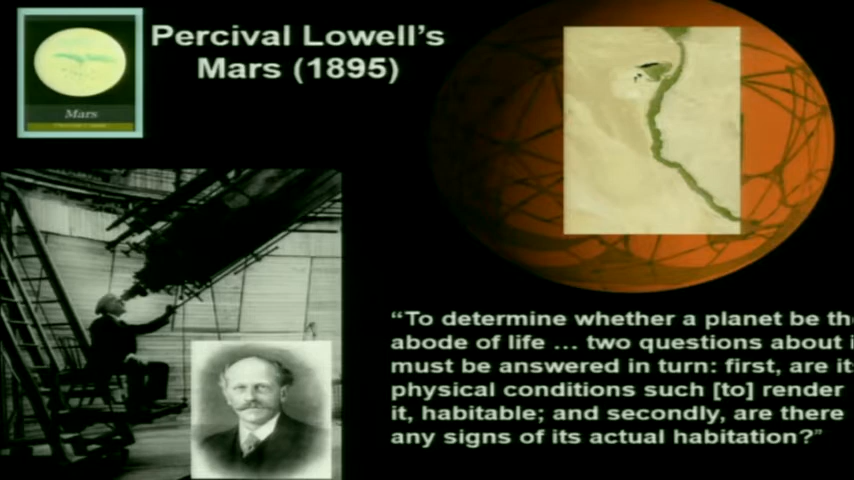 Percival Lowell's
Mars (1895)
Mars
“To determine whether a planet be th
abode of life ... two questions about i
must be answered in turn: first, are it
physical conditions such [to] render
it, habitable; and secondly, are there
any signs of its actual habitation?”